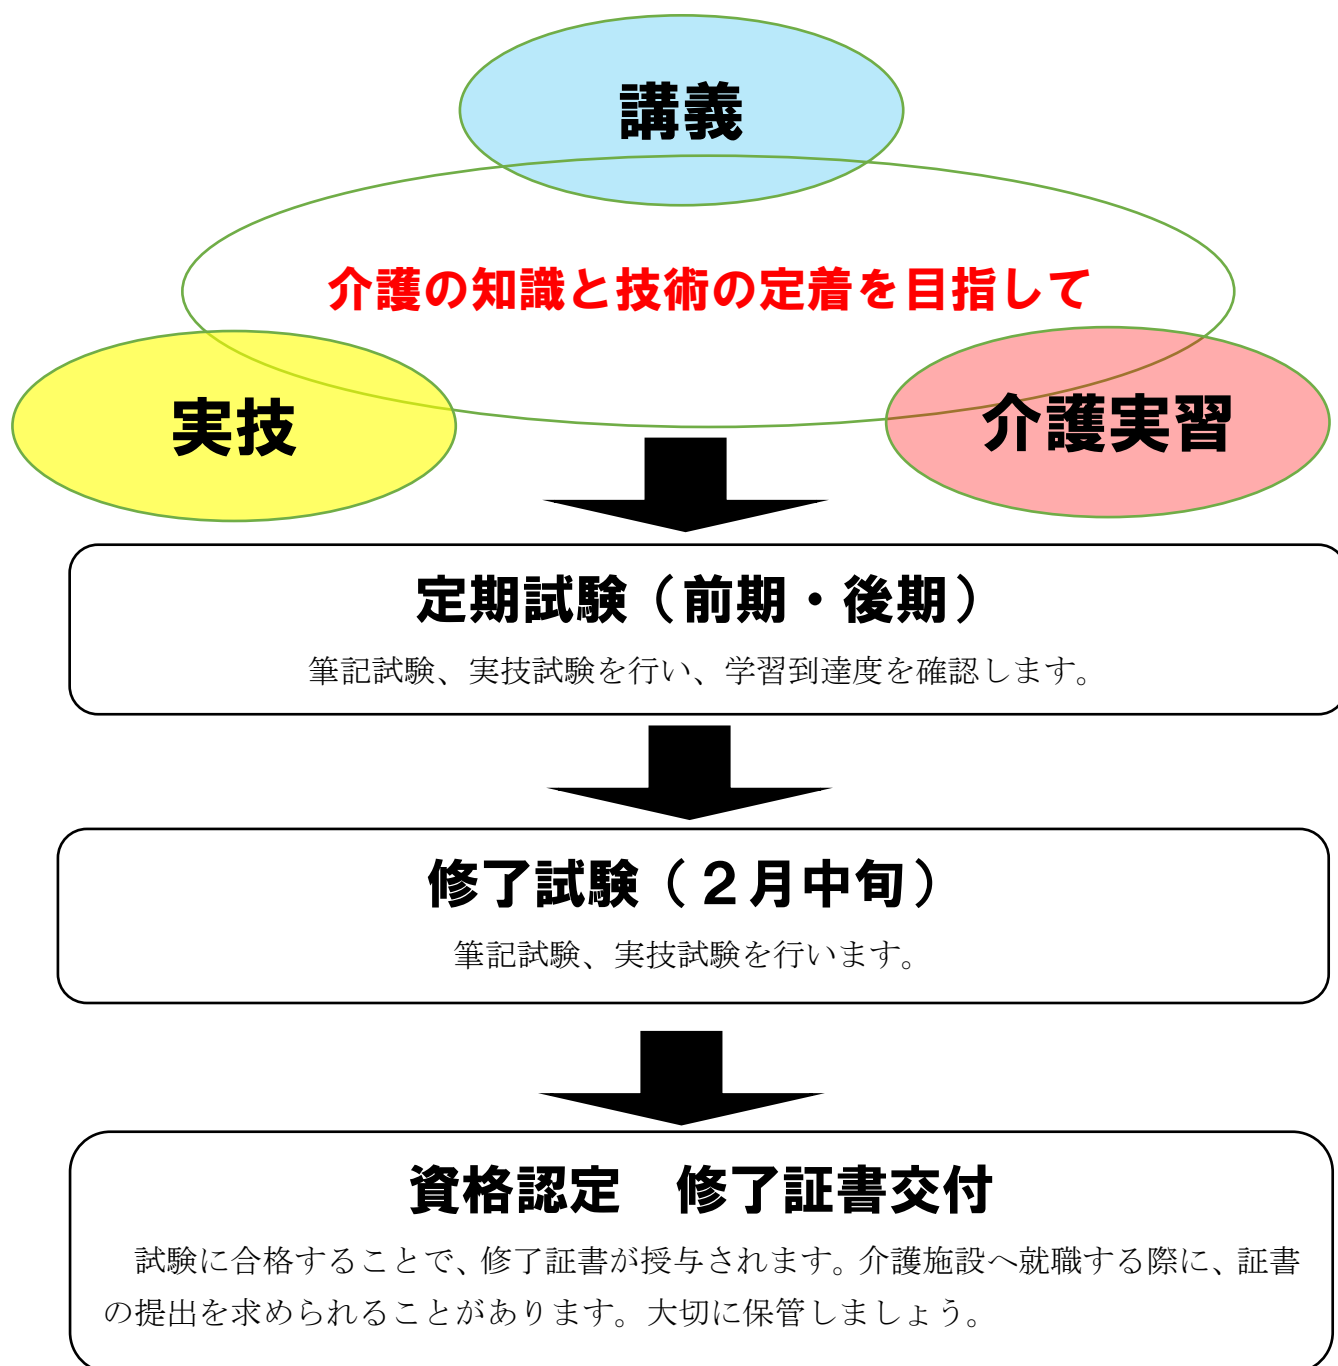 講義
介護の知識と技術の定着を目指して
実技
介護実習
定期試験(前期・後期)
筆記試験、実技試験を行い、学習到達度を確認します。
修了試験(2月中旬)
筆記試験、実技試験を行います。
資格認定 修了証書交付
試験に合格することで、修了証書が授与されます。介護施設へ就職する際に、証書
の提出を求められることがあります。大切に保管しましょう。